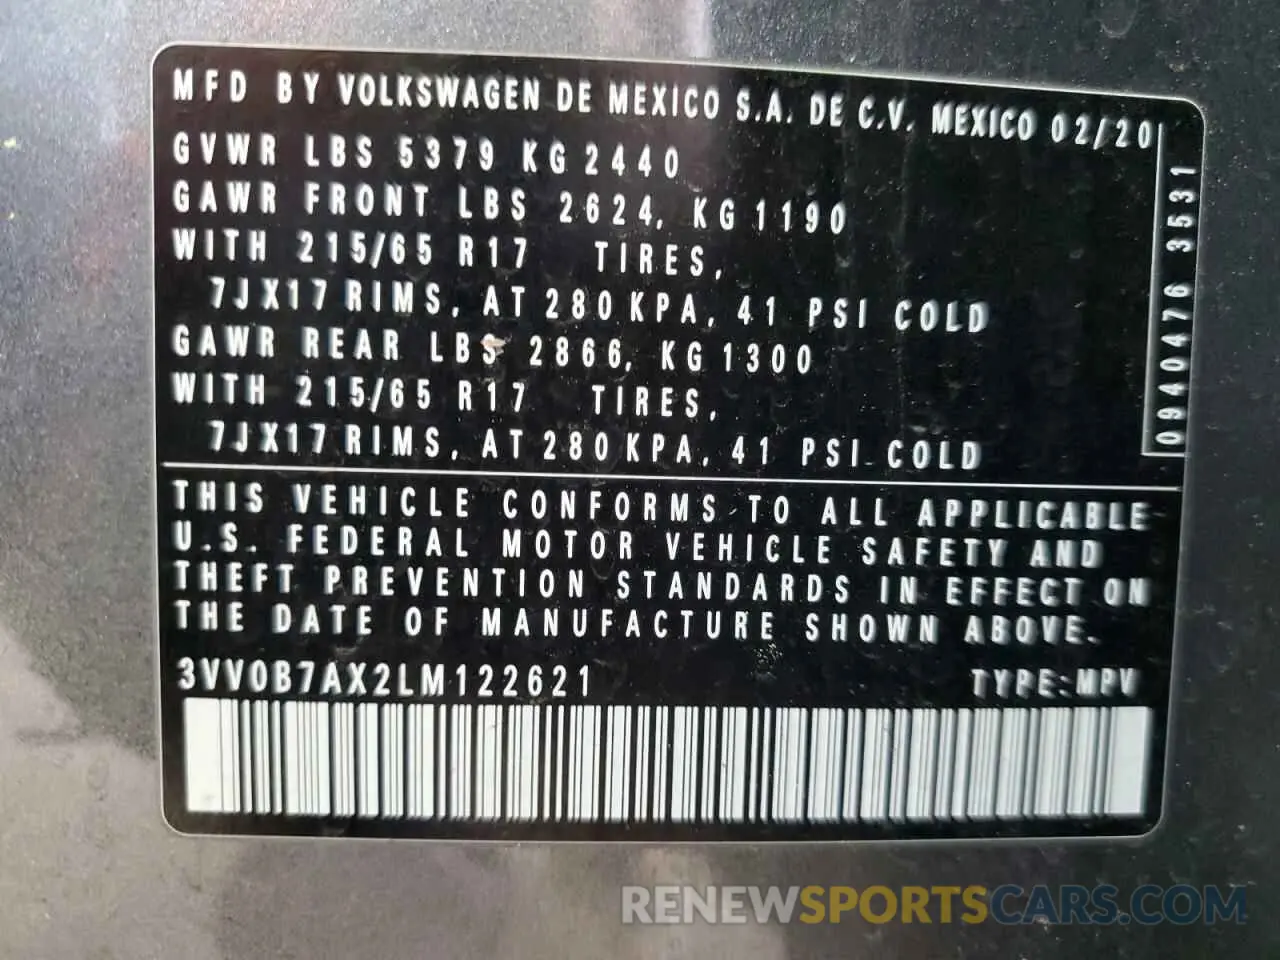 MFD BY VOLKSWAGEN DE MEXICO S.A. DE C.V. MEXICO 02/20
GVWR LBS 5379 KG 2440
GAWR FRONT LBS 2624, KG 1190
WITH 215/65 R17 TIRES,
7JX17 RIMS, AT 280 KPA, 41 PSI COLD
GAWR REAR LBS 2866, KG 1300
WITH 215/65 R17 TIRES,
7JX17 RIMS, AT 280 KPA, 41 PSI COLD
0940476 3531
THIS VEHICLE CONFORMS TO ALL APPLICABLE
U.S. FEDERAL MOTOR VEHICLE SAFETY AND
THEFT PREVENTION STANDARDS IN EFFECT ON
THE DATE OF MANUFACTURE SHOWN ABOVE.
3VV0B7AX2LM122621 TYPE:MPV
RENEWSPORTSCARS.COM